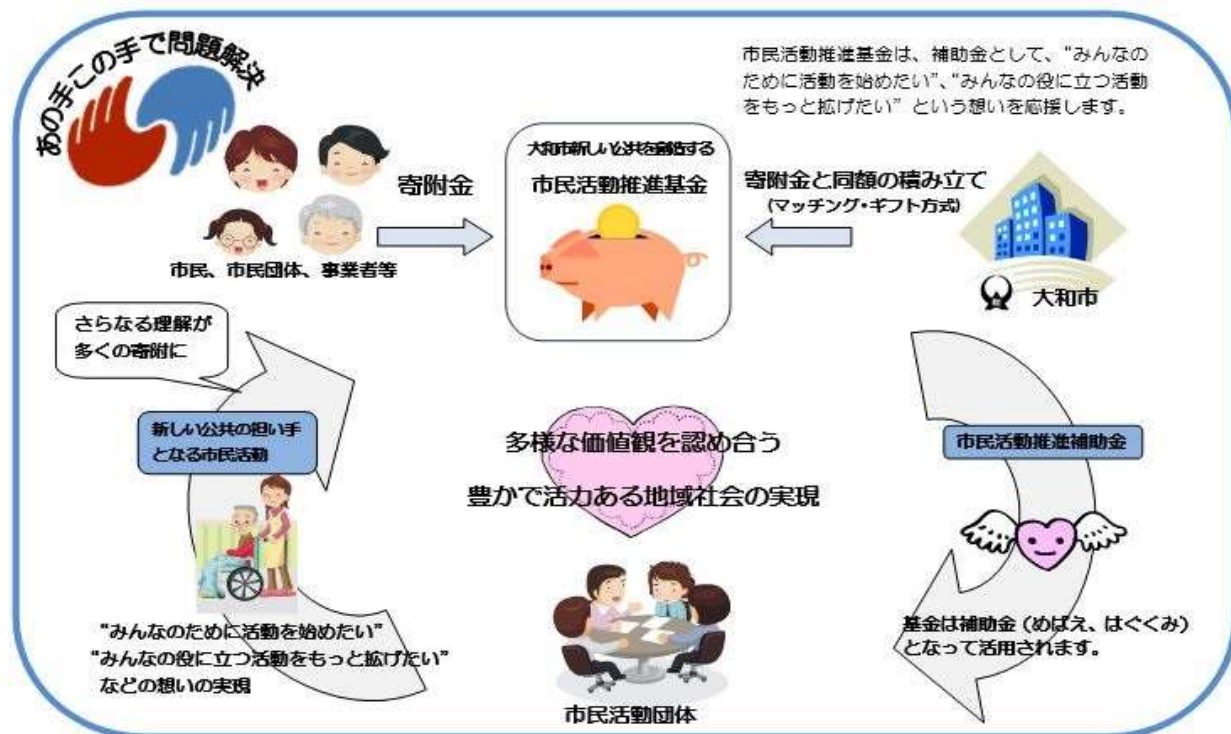 あの手この手で問題解決
市民活動推進基金は、補助金として、“みんなの
ために活動を始めたい”、“みんなの役に立つ活動
をもっと拡げたい” という想いを応援します。
大和市新しい公共を創造する
市民活動推進基金
寄附金
寄附金と同額の積み立て
(マッチング・ギフト方式)
市民、市民団体、事業者等
大和市
さらなる理解が
多くの寄附に
新しい公共の担い手
となる市民活動
多様な価値観を認め合う
豊かで活力ある地域社会の実現
市民活動推進補助金
“みんなのために活動を始めたい”
“みんなの役に立つ活動をもっと拡げたい”
などの想いの実現
基金は補助金 (めばえ、はぐくみ)
となって活用されます。
市民活動団体